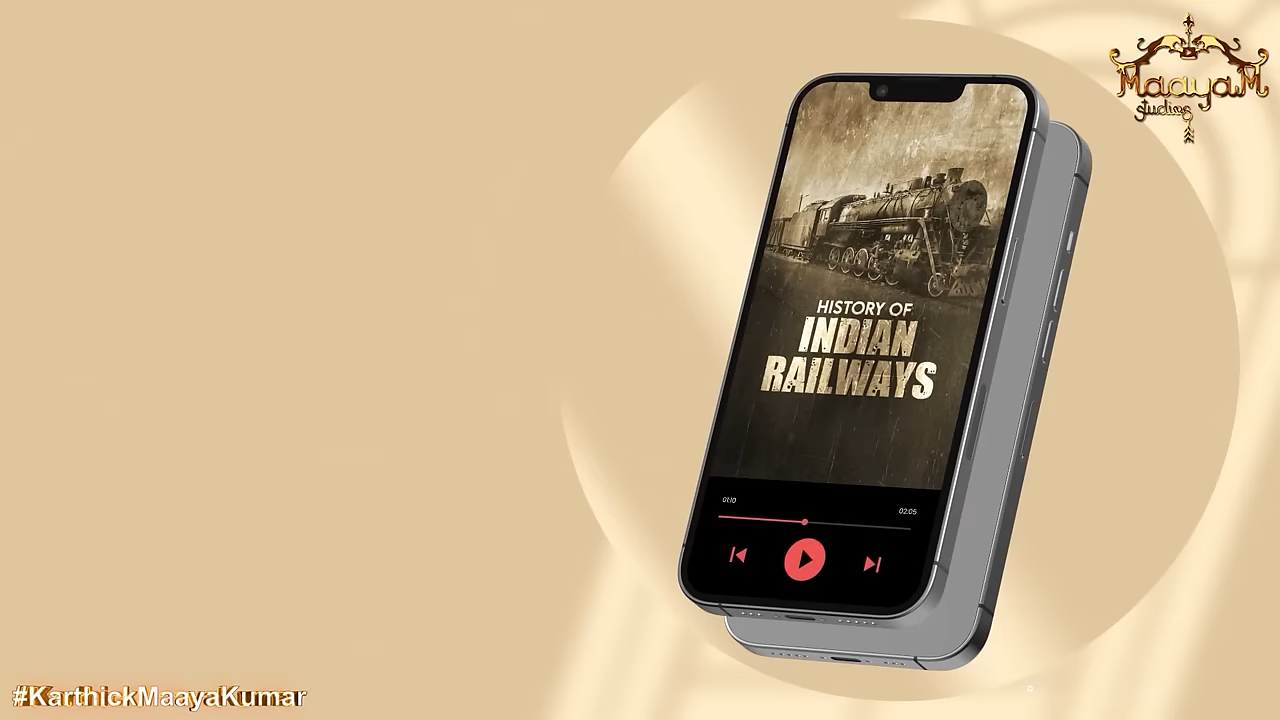 MaayaM
studios
HISTORY OF
INDIAN
RAILWAYS
01:10
02:05
#KarthickMaayaKumar